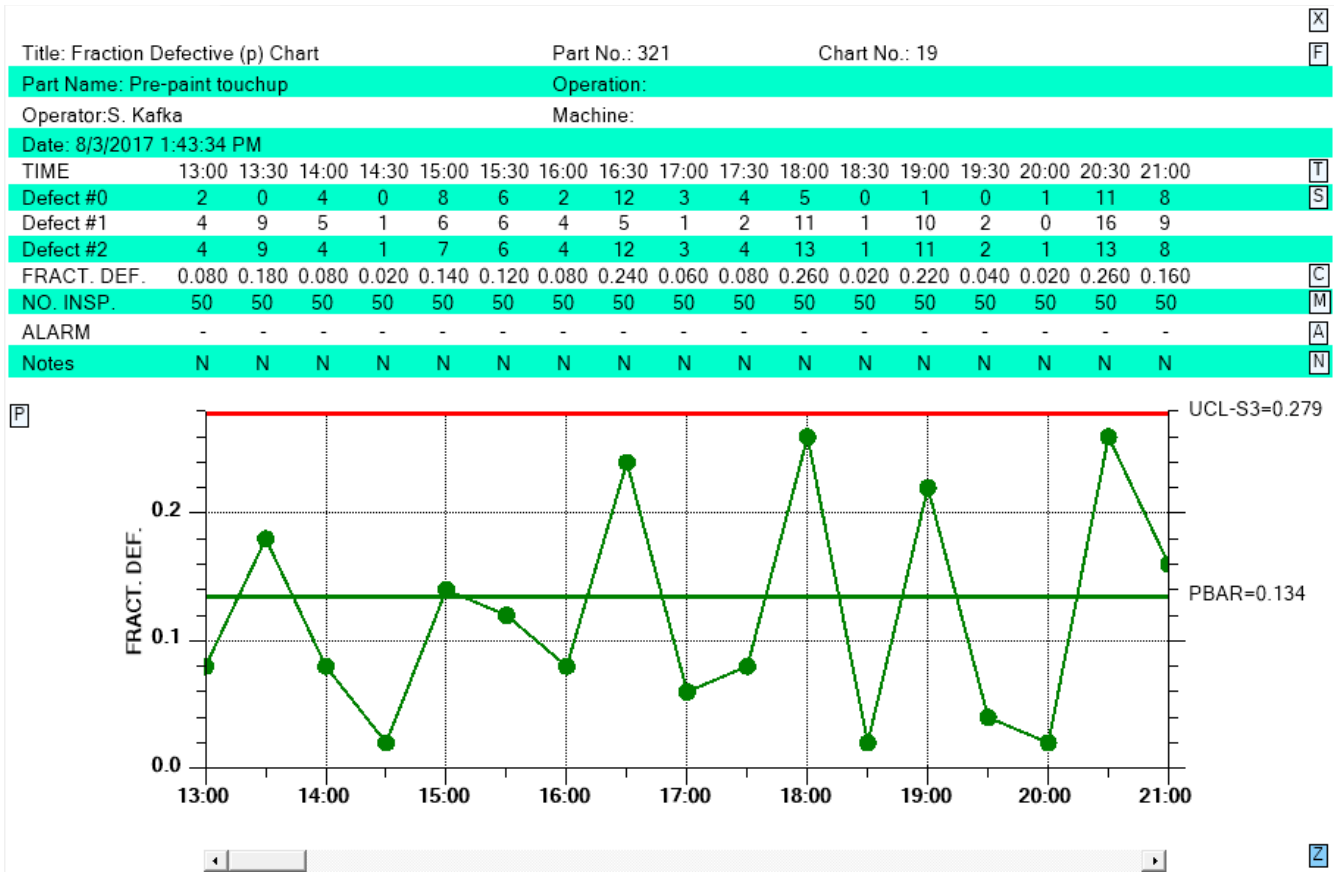 X
Title: Fraction Defective (p) Chart Part No.: 321 Chart No.: 19 F
Part Name: Pre-paint touchup Operation:
Operator:S. Kafka Machine:
Date: 8/3/2017 1:43:34 PM
TIME 13:00 13:30 14:00 14:30 15:00 15:30 16:00 16:30 17:00 17:30 18:00 18:30 19:00 19:30 20:00 20:30 21:00 T
Defect #0 2 0 4 0 8 6 2 12 3 4 5 0 1 0 1 11 8 S
Defect #1 4 9 5 1 6 6 4 5 1 2 11 1 10 2 0 16 9
Defect #2 4 9 4 1 7 6 4 12 3 4 13 1 11 2 1 13 8
FRACT. DEF. 0.080 0.180 0.080 0.020 0.140 0.120 0.080 0.240 0.060 0.080 0.260 0.020 0.220 0.040 0.020 0.260 0.160 C
NO. INSP. 50 50 50 50 50 50 50 50 50 50 50 50 50 50 50 50 50 M
ALARM - - - - - - - - - - - - - - - - - A
Notes N N N N N N N N N N N N N N N N N N
P
UCL-S3=0.279
0.2
FRACT. DEF.
PBAR=0.134
0.1
0.0
13:00 14:00 15:00 16:00 17:00 18:00 19:00 20:00 21:00
Z